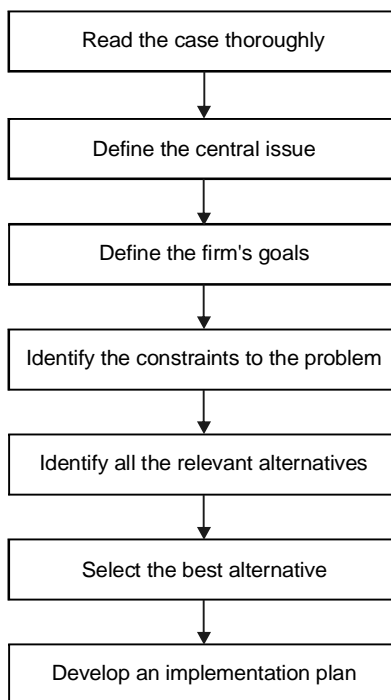 Read the case thoroughly
Define the central issue
Define the firm's goals
Identify the constraints to the problem
Identify all the relevant alternatives
Select the best alternative
Develop an implementation plan